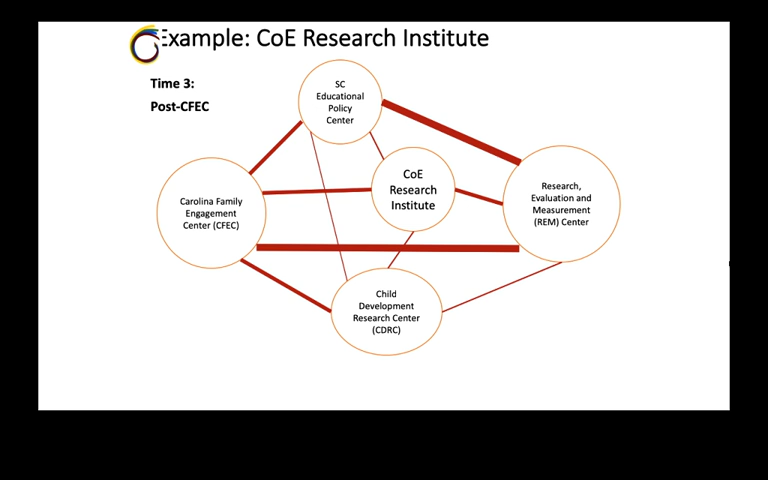 Example: CoE Research Institute
Time 3:
Post-CFEC
SC
Educational
Policy
Center
CoE
Research
Institute
Research,
Evaluation and
Measurement
(REM) Center
Carolina Family
Engagement
Center (CFEC)
Child
Development
Research Center
(CDRC)